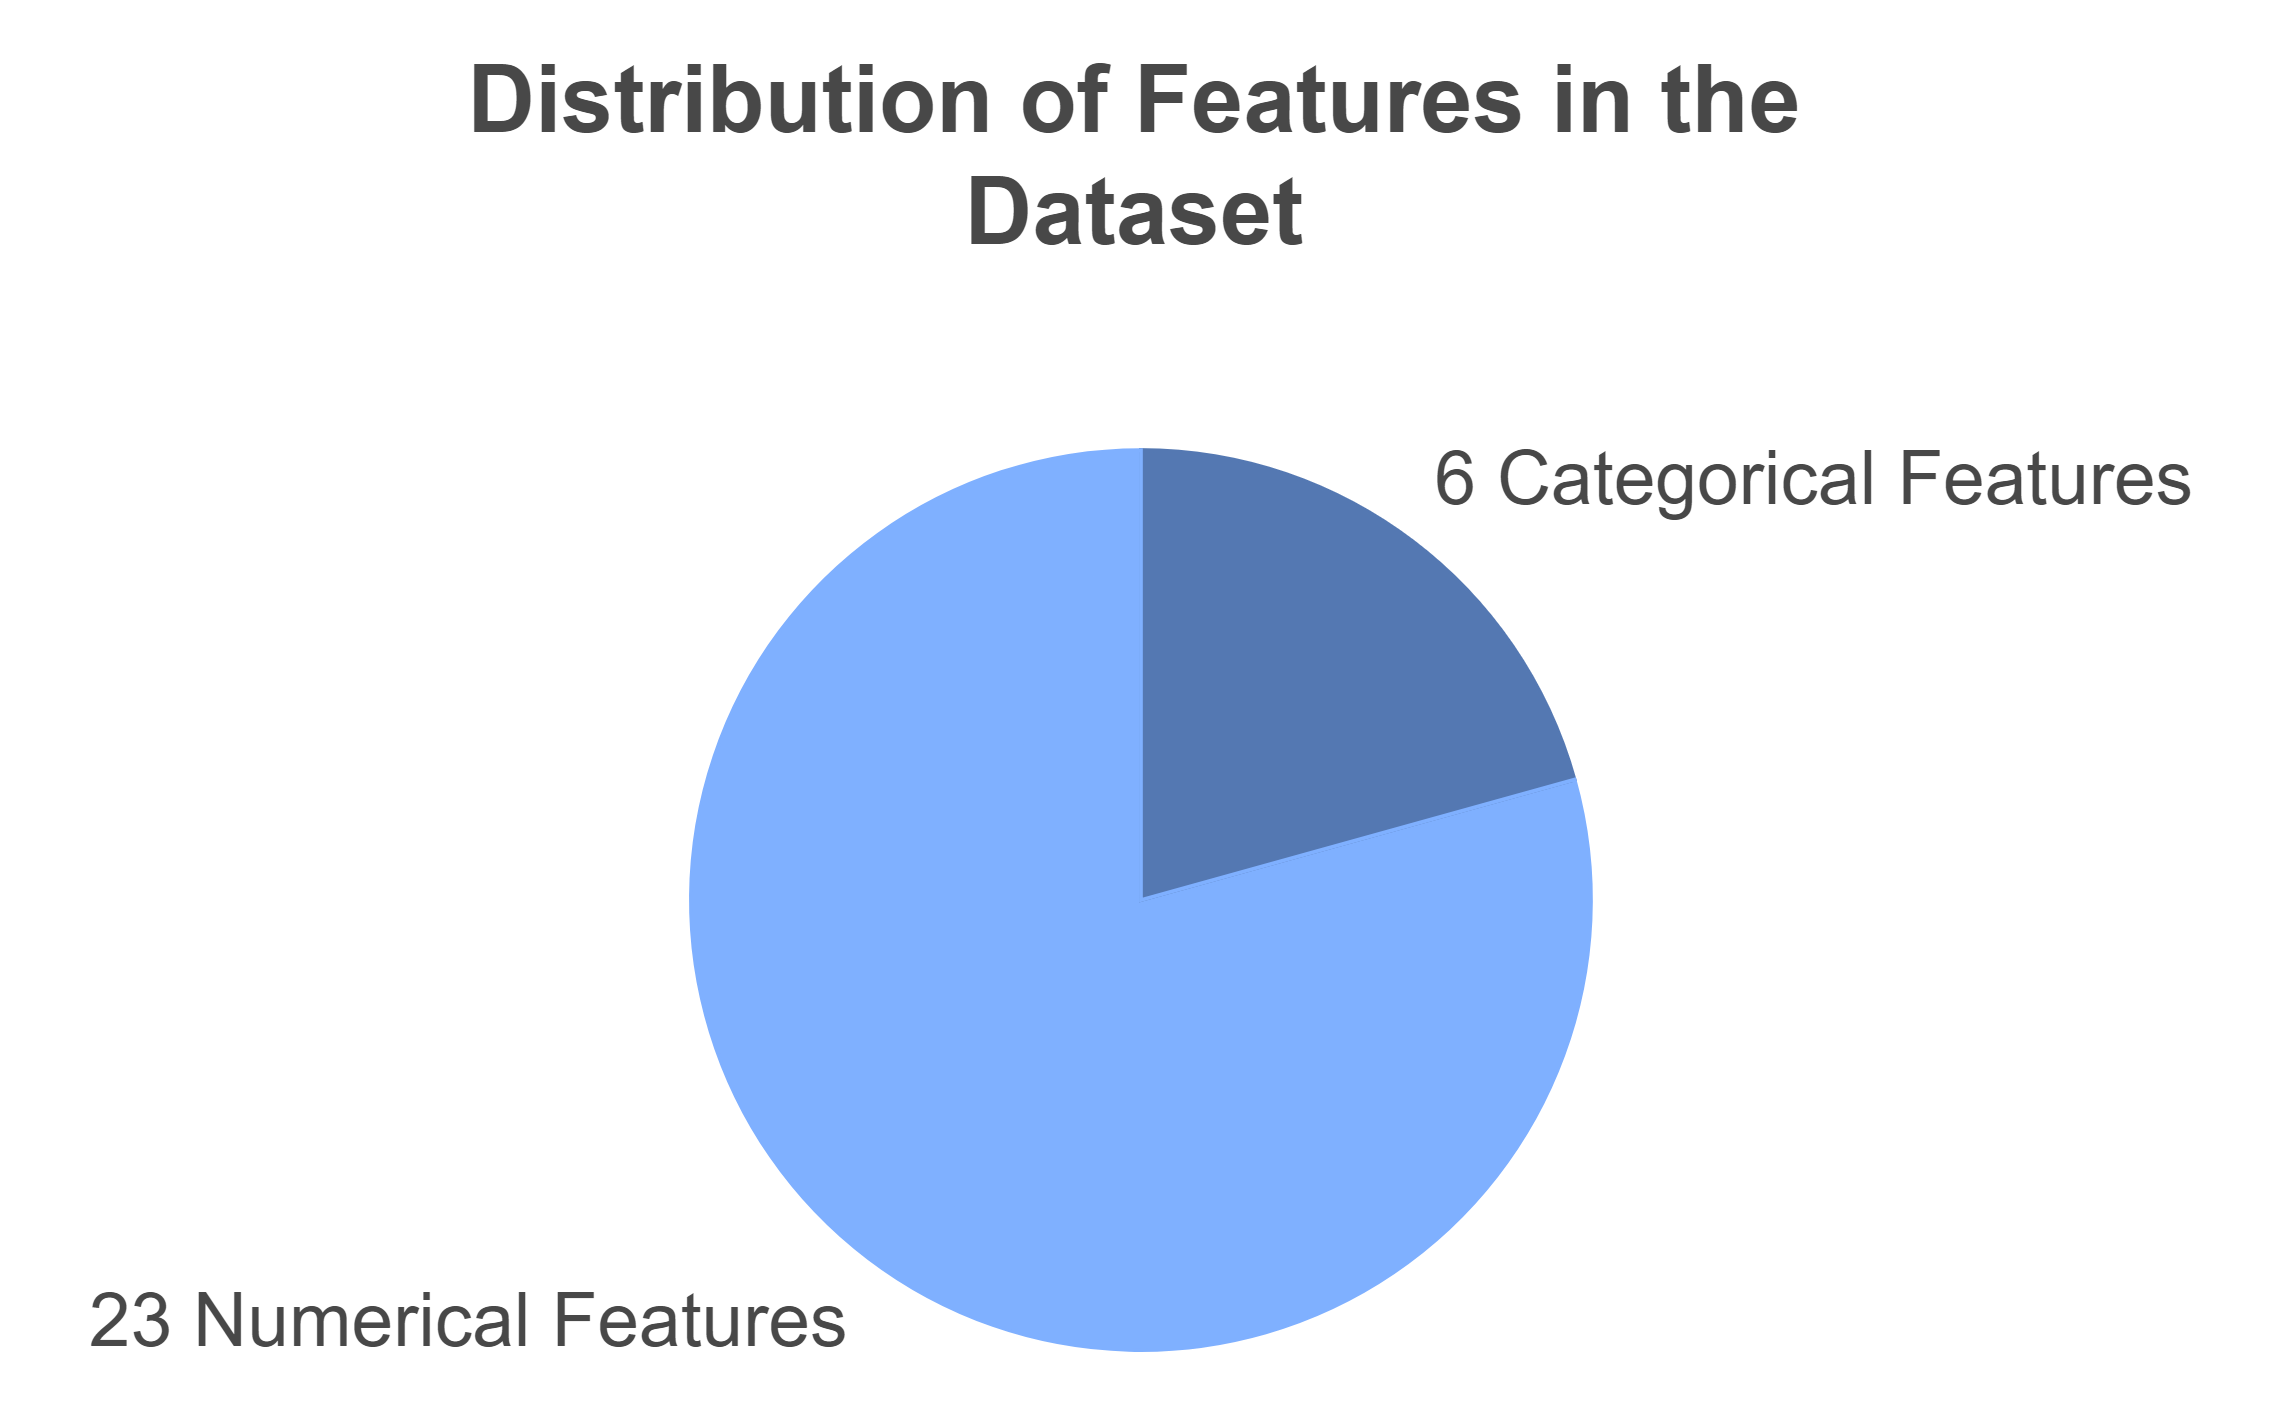 Distribution of Features in the
Dataset
6 Categorical Features
23 Numerical Features